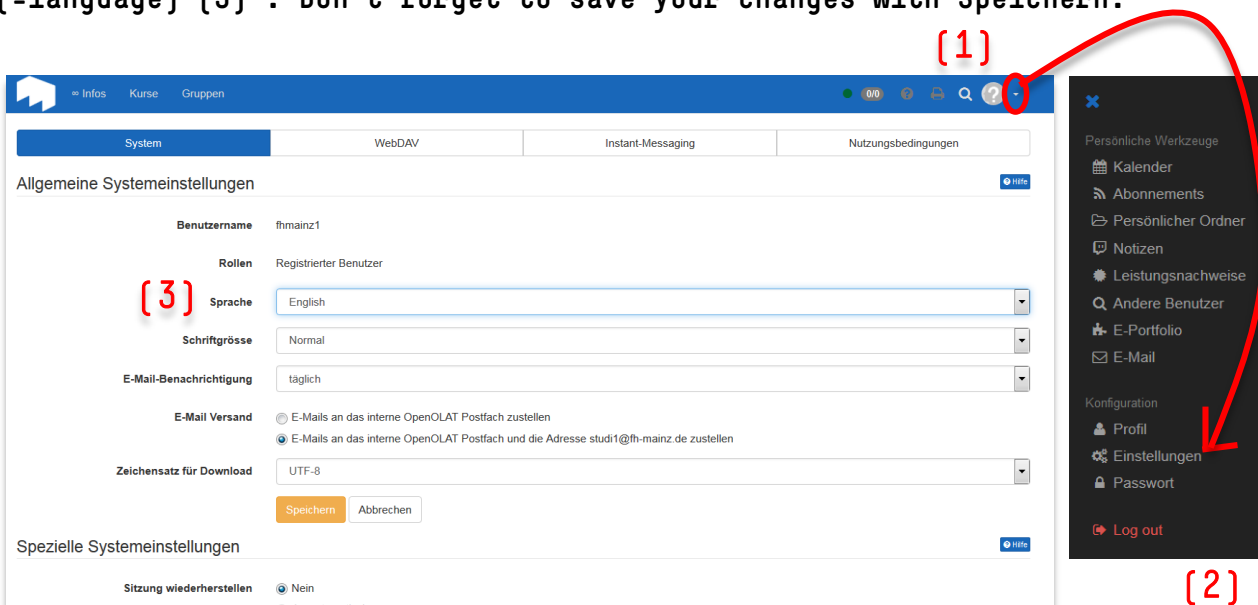 (=language) (3) . Don't forget to save your changes with Speichern.
(1)
∞ Infos Kurse Gruppen 0/0
System WebDAV Instant-Messaging Nutzungsbedingungen
Allgemeine Systemeinstellungen Hilfe
Benutzername fhmainz1
Rollen Registrierter Benutzer
(3) Sprache English
Schriftgrösse Normal
E-Mail-Benachrichtigung täglich
E-Mail Versand E-Mails an das interne OpenOLAT Postfach zustellen
E-Mails an das interne OpenOLAT Postfach und die Adresse studi1@fh-mainz.de zustellen
Zeichensatz für Download UTF-8
Speichern Abbrechen
Spezielle Systemeinstellungen Hilfe
Sitzung wiederherstellen Nein
Persönliche Werkzeuge
Kalender
Abonnements
Persönlicher Ordner
Notizen
Leistungsnachweise
Andere Benutzer
E-Portfolio
E-Mail
Konfiguration
Profil
Einstellungen
Passwort
Log out
(2)